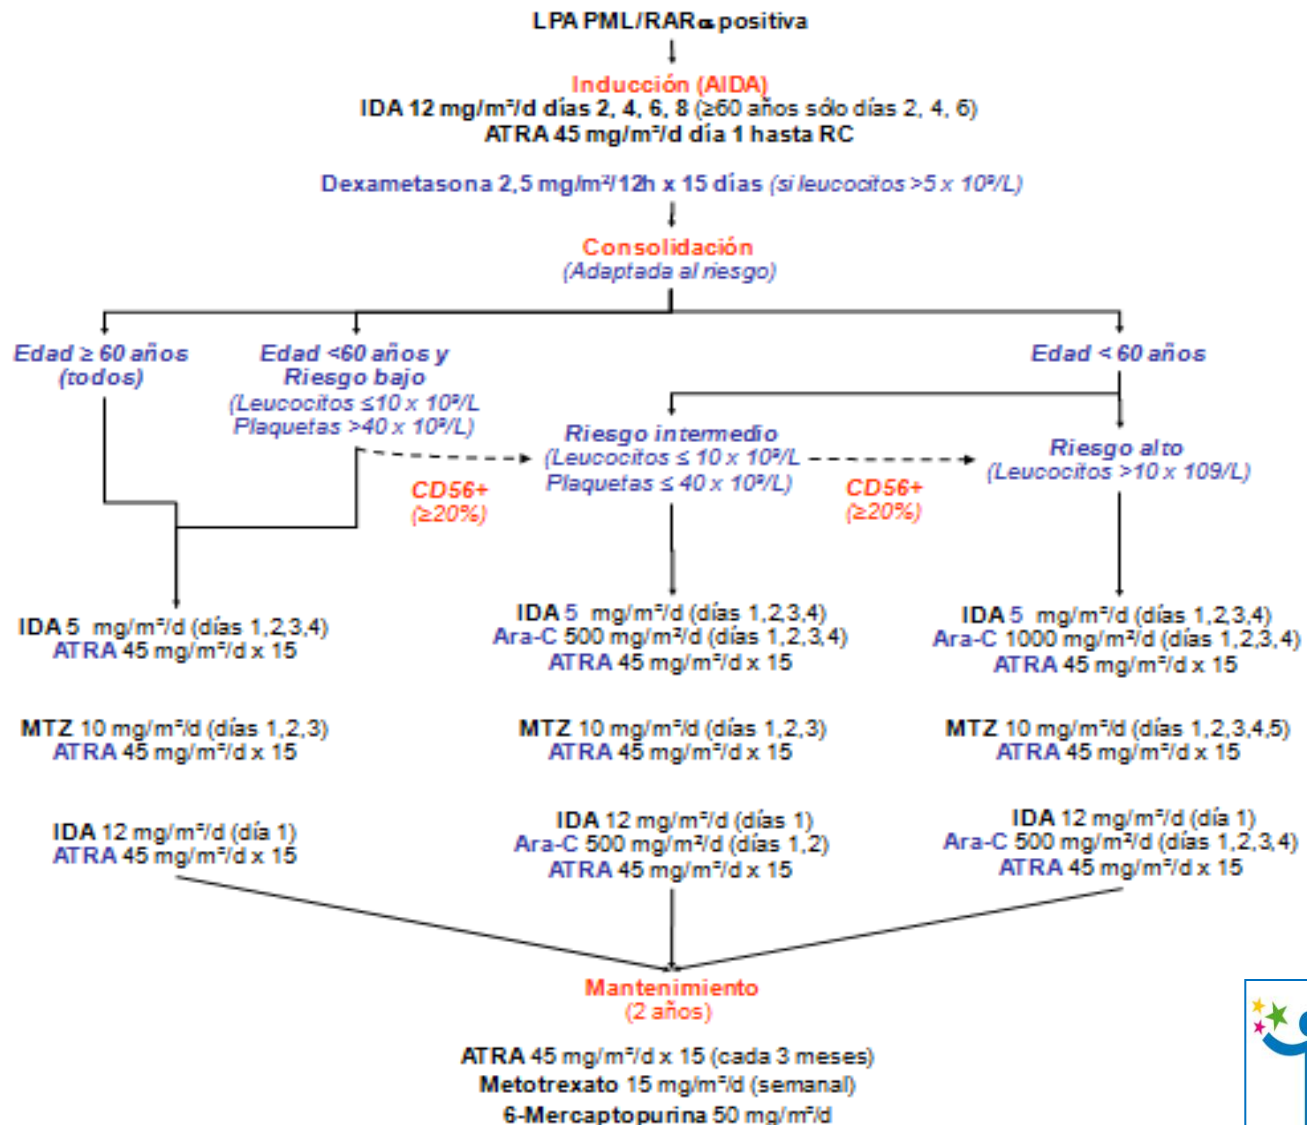 LPA PML/RARα positiva
Inducción (AIDA)
IDA 12 mg/m²/d días 2, 4, 6, 8 (≥60 años sólo días 2, 4, 6)
ATRA 45 mg/m²/d día 1 hasta RC
Dexametasona 2,5 mg/m²/12h x 15 días (si leucocitos >5 x 10⁹/L)
Consolidación
(Adaptada al riesgo)
Edad ≥ 60 años
(todos)
Edad <60 años y
Riesgo bajo
(Leucocitos ≤10 x 10⁹/L
Plaquetas >40 x 10⁹/L)
Edad < 60 años
Riesgo intermedio
(Leucocitos ≤ 10 x 10⁹/L
Plaquetas ≤ 40 x 10⁹/L)
Riesgo alto
(Leucocitos >10 x 109/L)
CD56+
(≥20%)
CD56+
(≥20%)
IDA 5 mg/m²/d (días 1,2,3,4)
ATRA 45 mg/m²/d x 15
IDA 5 mg/m²/d (días 1,2,3,4)
Ara-C 500 mg/m²/d (días 1,2,3,4)
ATRA 45 mg/m²/d x 15
IDA 5 mg/m²/d (días 1,2,3,4)
Ara-C 1000 mg/m²/d (días 1,2,3,4)
ATRA 45 mg/m²/d x 15
MTZ 10 mg/m²/d (días 1,2,3)
ATRA 45 mg/m²/d x 15
MTZ 10 mg/m²/d (días 1,2,3)
ATRA 45 mg/m²/d x 15
MTZ 10 mg/m²/d (días 1,2,3,4,5)
ATRA 45 mg/m²/d x 15
IDA 12 mg/m²/d (día 1)
ATRA 45 mg/m²/d x 15
IDA 12 mg/m²/d (días 1)
Ara-C 500 mg/m²/d (días 1,2)
ATRA 45 mg/m²/d x 15
IDA 12 mg/m²/d (día 1)
Ara-C 500 mg/m²/d (días 1,2,3,4)
ATRA 45 mg/m²/d x 15
Mantenimiento
(2 años)
ATRA 45 mg/m²/d x 15 (cada 3 meses)
Metotrexato 15 mg/m²/d (semanal)
6-Mercaptopurina 50 mg/m²/d